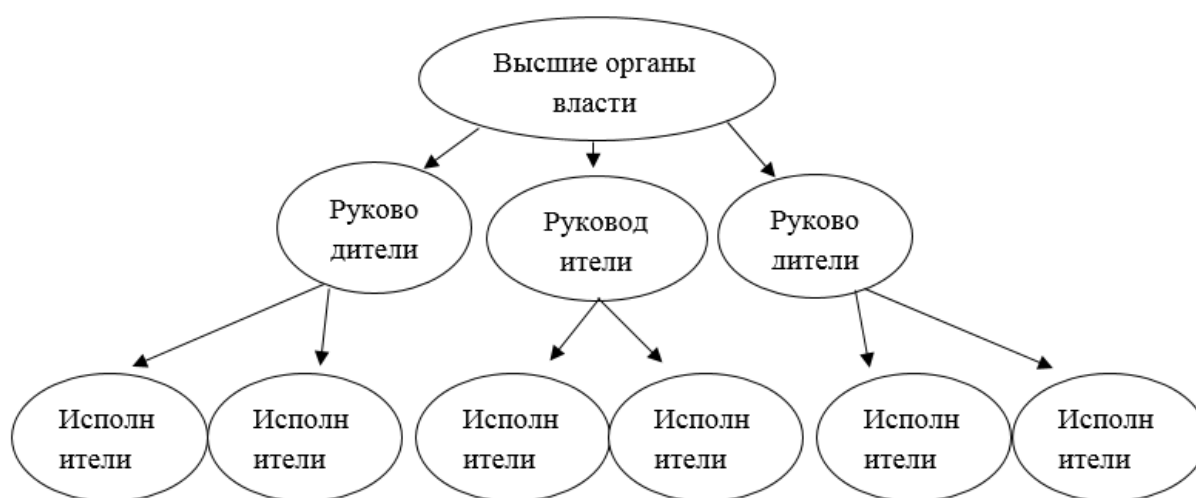 Высшие органы
власти
Руково
дители
Руковод
ители
Руково
дители
Исполн
ители
Исполн
ители
Исполн
ители
Исполн
ители
Исполн
ители
Исполн
ители